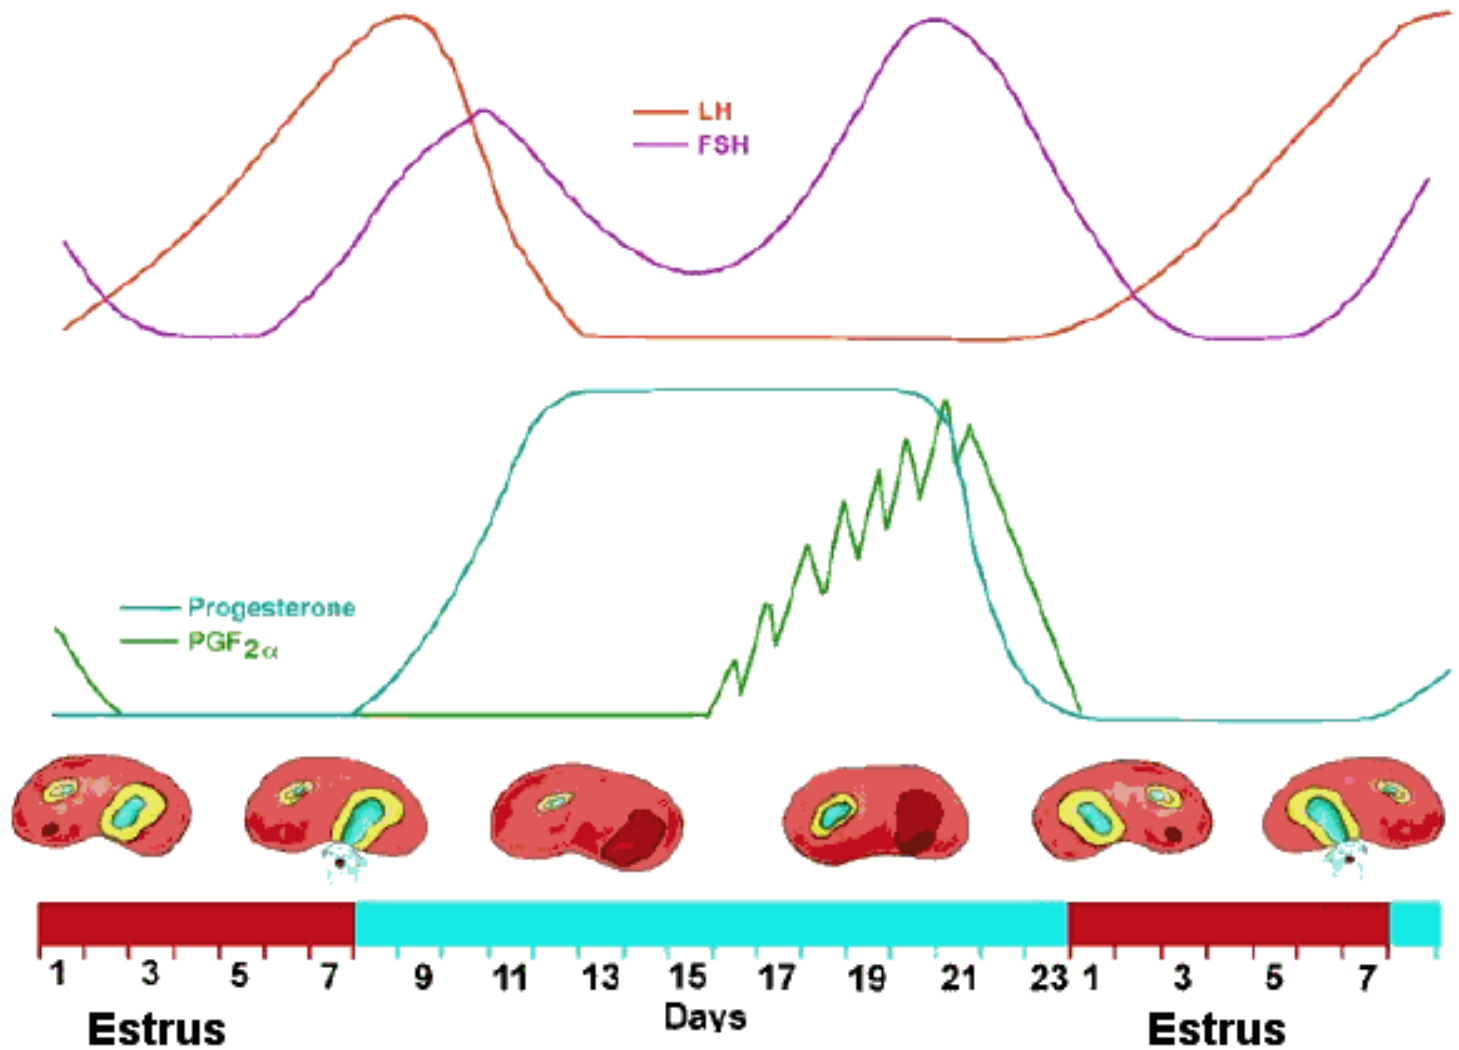 LH
FSH
Progesterone
PGF2α
1 3 5 7 9 11 13 15 17 19 21 23 1 3 5 7
Estrus Days Estrus